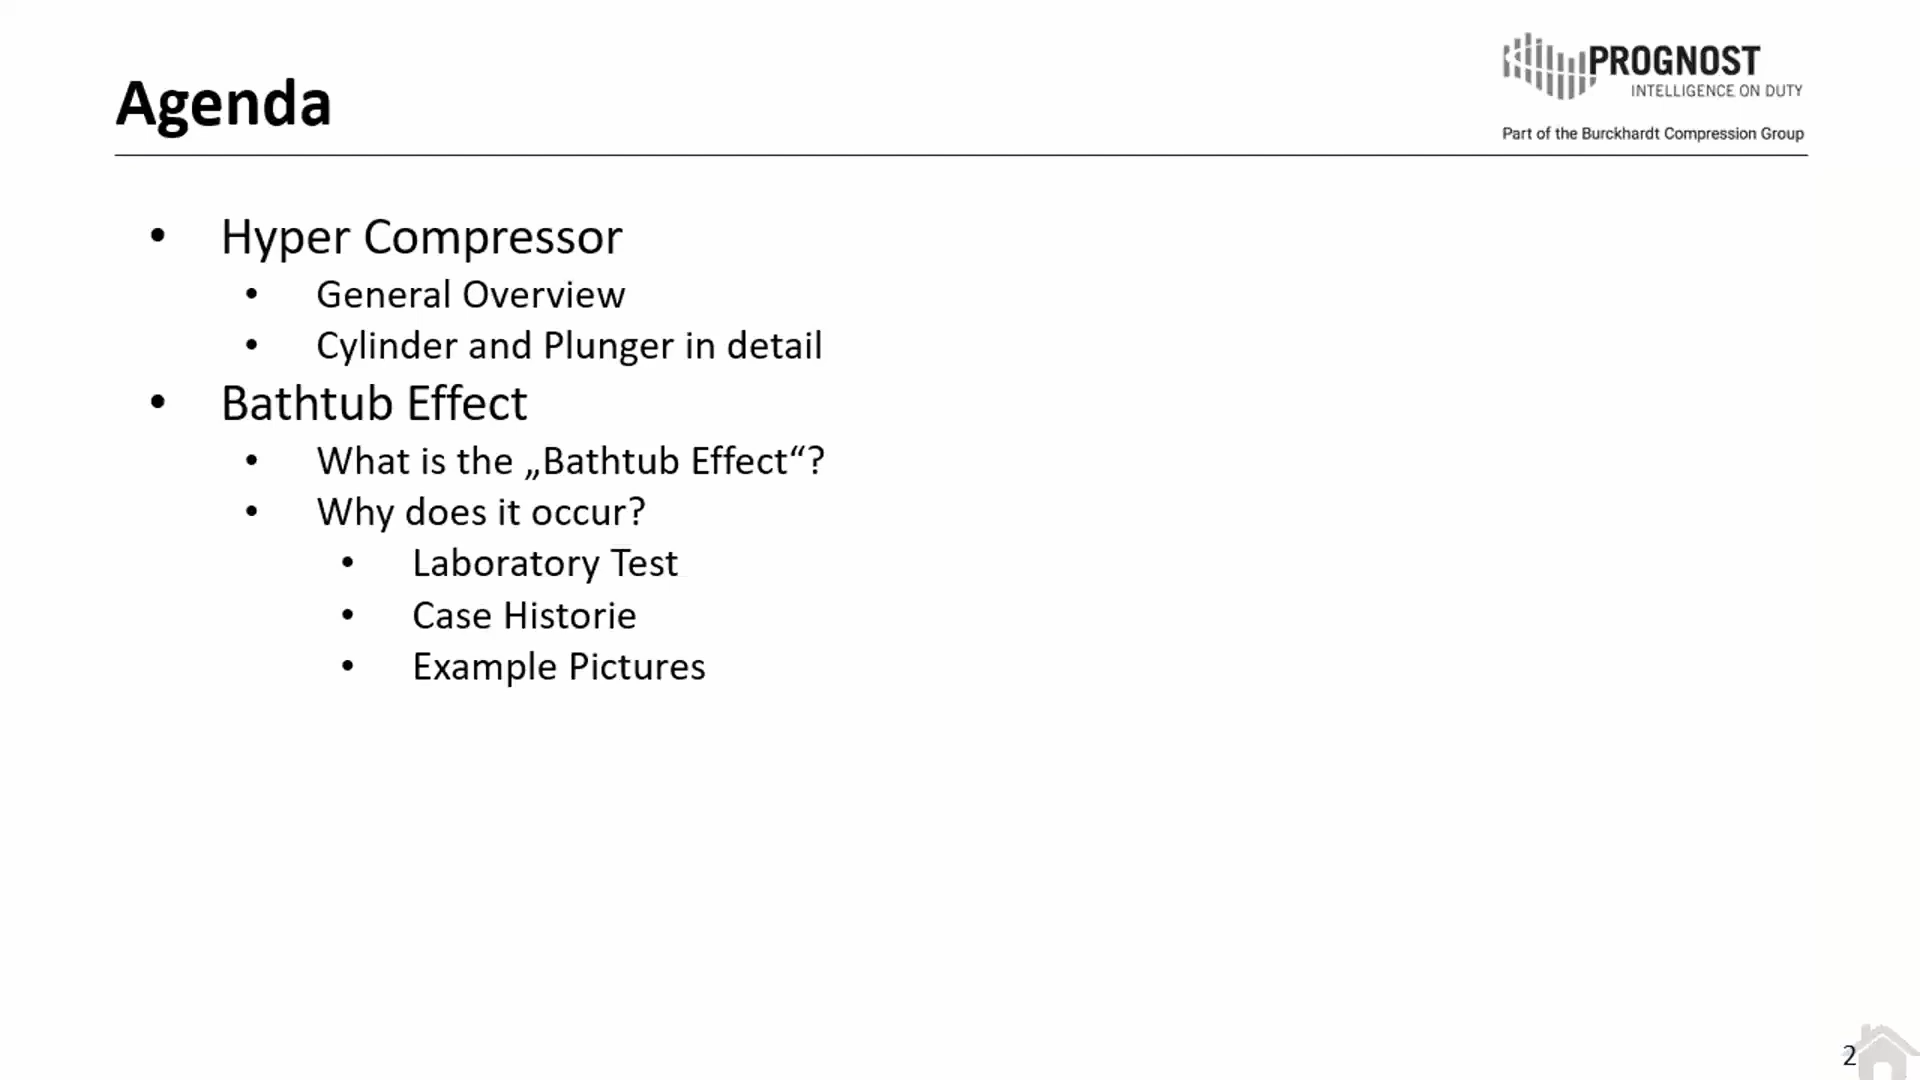 Agenda
PROGNOST
INTELLIGENCE ON DUTY
Part of the Burckhardt Compression Group
• Hyper Compressor
• General Overview
• Cylinder and Plunger in detail
• Bathtub Effect
• What is the „Bathtub Effect“?
• Why does it occur?
• Laboratory Test
• Case Historie
• Example Pictures
2